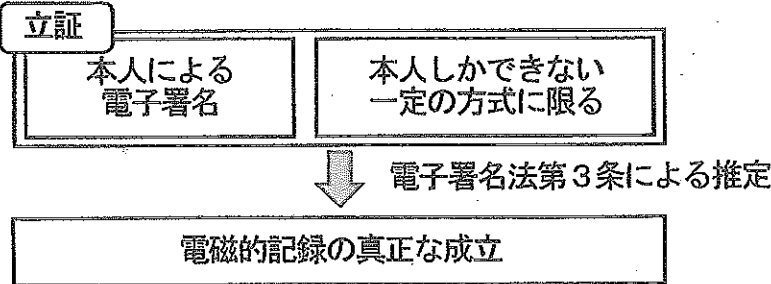 立証
本人による
電子署名
本人しかできない
一定の方式に限る
電子署名法第3条による推定
電磁的記録の真正な成立